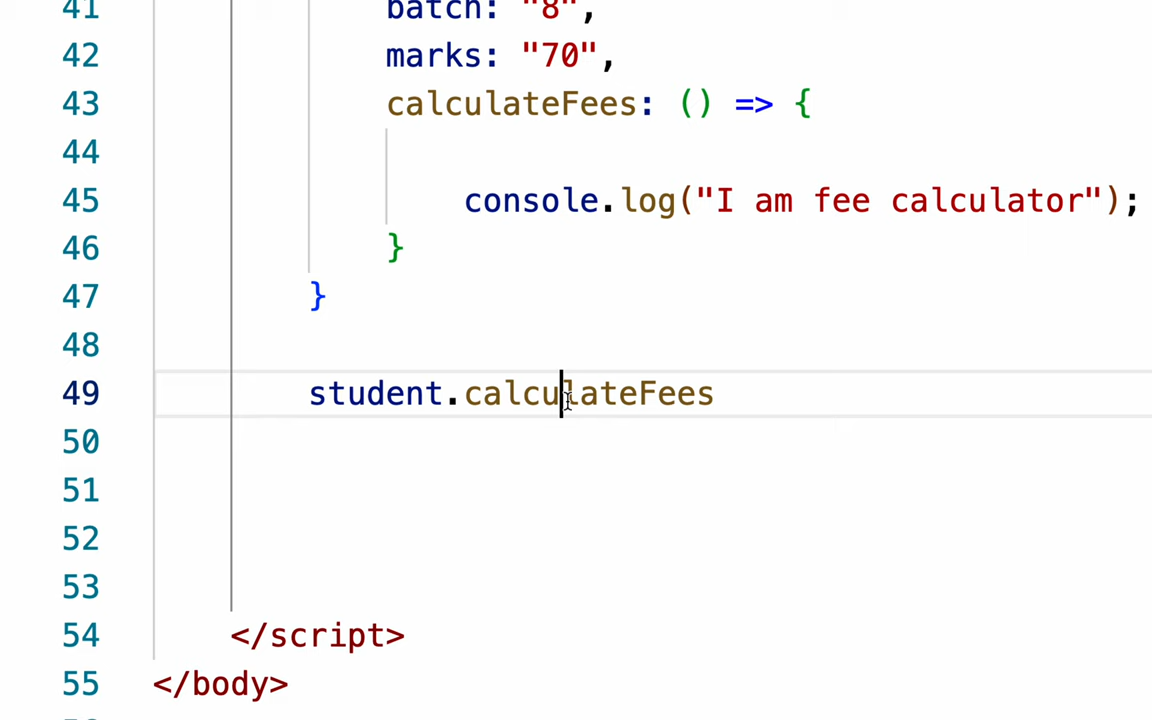 41 batch: "8",
42 marks: "70",
43 calculateFees: () => {
44
45 console.log("I am fee calculator");
46 }
47 }
48
49 student.calculateFees
50
51
52
53
54 </script>
55 </body>